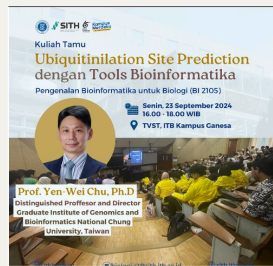 SITH
Kuliah Tamu
Ubiquitinilation Site Prediction
dengan Tools Bioinformatika
Pengenalan Bioinformatika untuk Biologi (BI 2105)
Senin, 23 September 2024
16.00 - 18.00 WIB
TVST, ITB Kampus Ganesa
Prof. Yen-Wei Chu, Ph.D
Distinguished Proffesor and Director
Graduate Institute of Genomics and
Bioinformatics National Chung
University, Taiwan